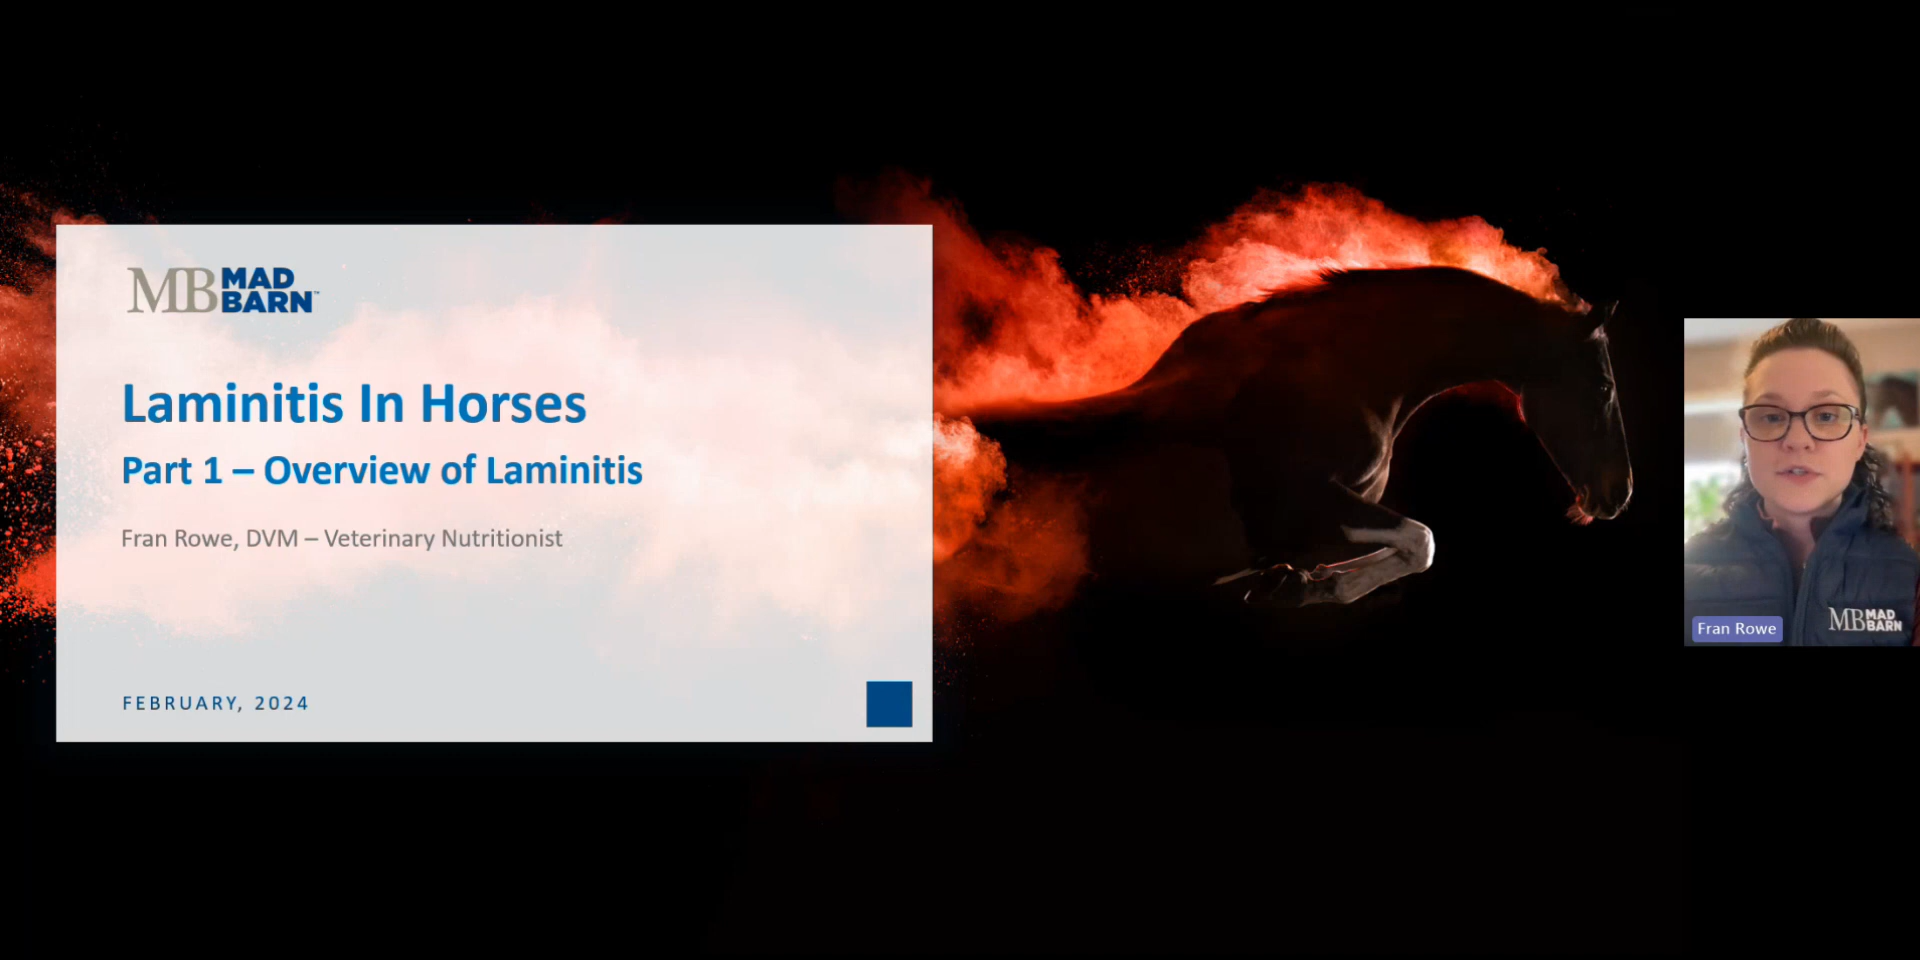 MB MAD
BARN™
Laminitis In Horses
Part 1 – Overview of Laminitis
Fran Rowe, DVM – Veterinary Nutritionist
FEBRUARY, 2024
Fran Rowe
MB MAD
BARN